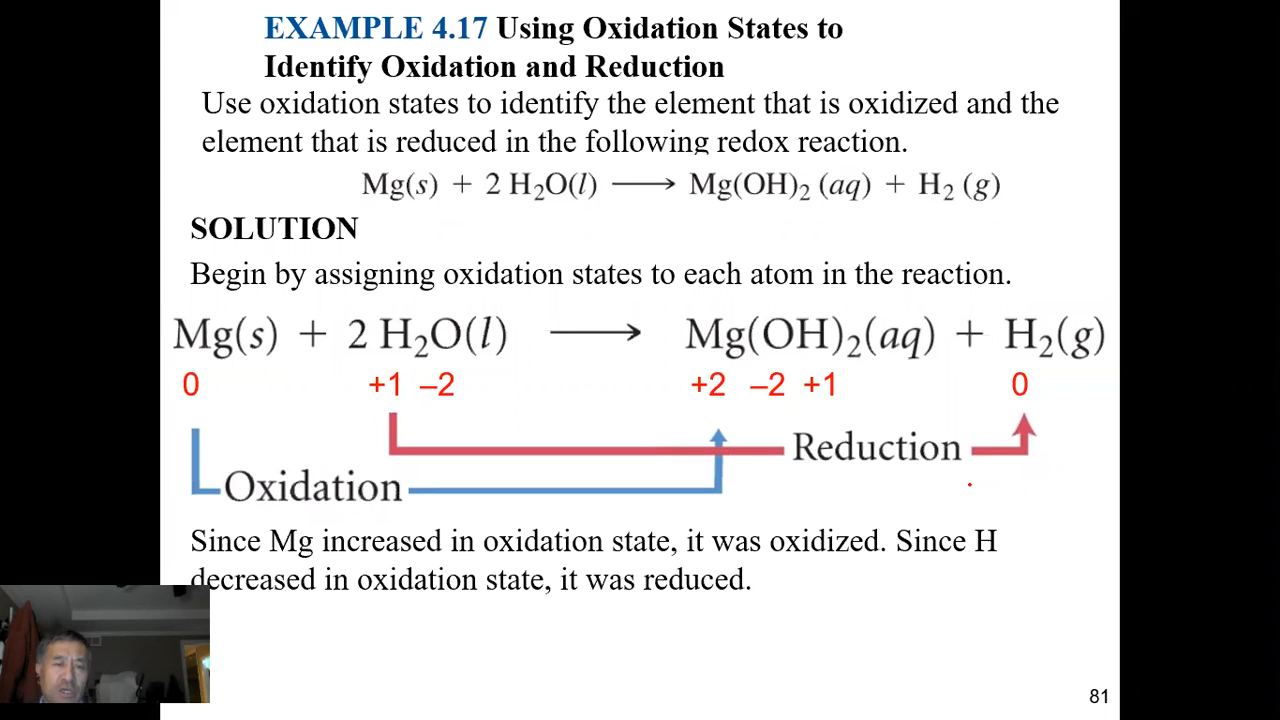 EXAMPLE 4.17 Using Oxidation States to
Identify Oxidation and Reduction
Use oxidation states to identify the element that is oxidized and the
element that is reduced in the following redox reaction.
Mg(s) + 2 H₂O(l) ⟶ Mg(OH)₂ (aq) + H₂ (g)
SOLUTION
Begin by assigning oxidation states to each atom in the reaction.
Mg(s) + 2 H₂O(l) ⟶ Mg(OH)₂(aq) + H₂(g)
0 +1 –2 +2 –2 +1 0
Reduction
Oxidation
Since Mg increased in oxidation state, it was oxidized. Since H
decreased in oxidation state, it was reduced.
81